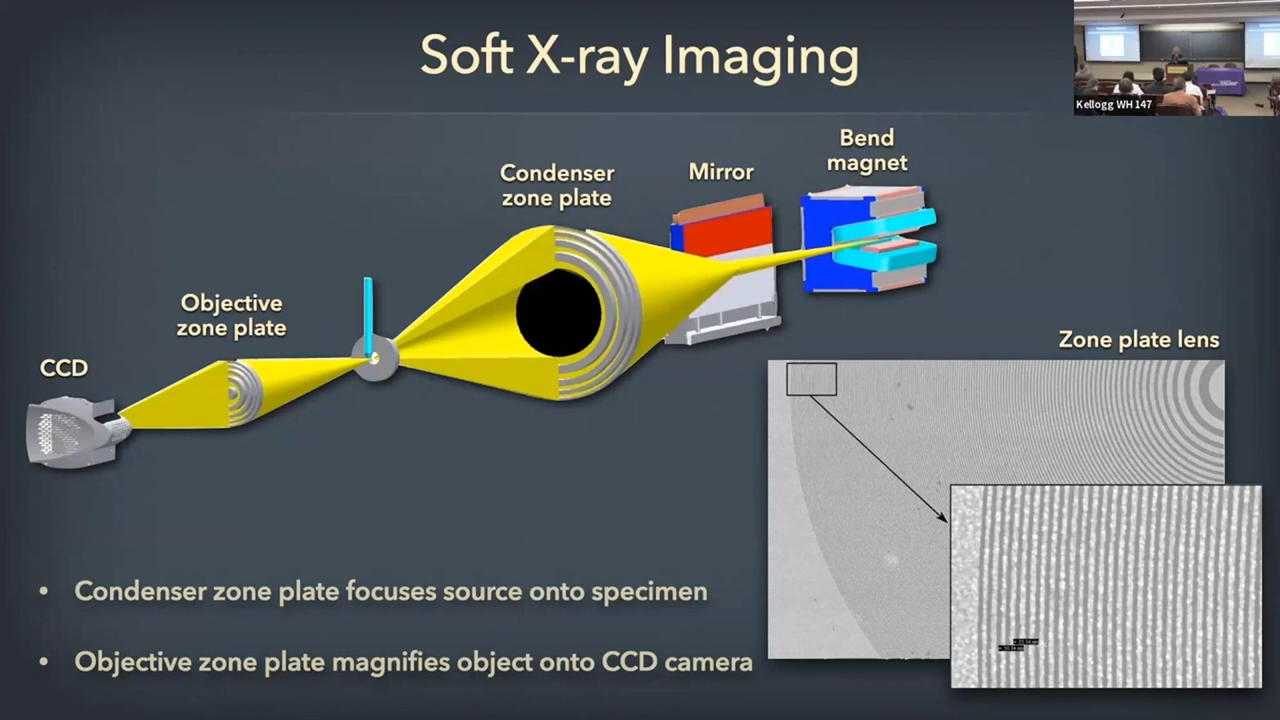 Soft X-ray Imaging
Kellogg WH 147
Bend
magnet
Mirror
Condenser
zone plate
Objective
zone plate
CCD
Zone plate lens
• Condenser zone plate focuses source onto specimen
• Objective zone plate magnifies object onto CCD camera